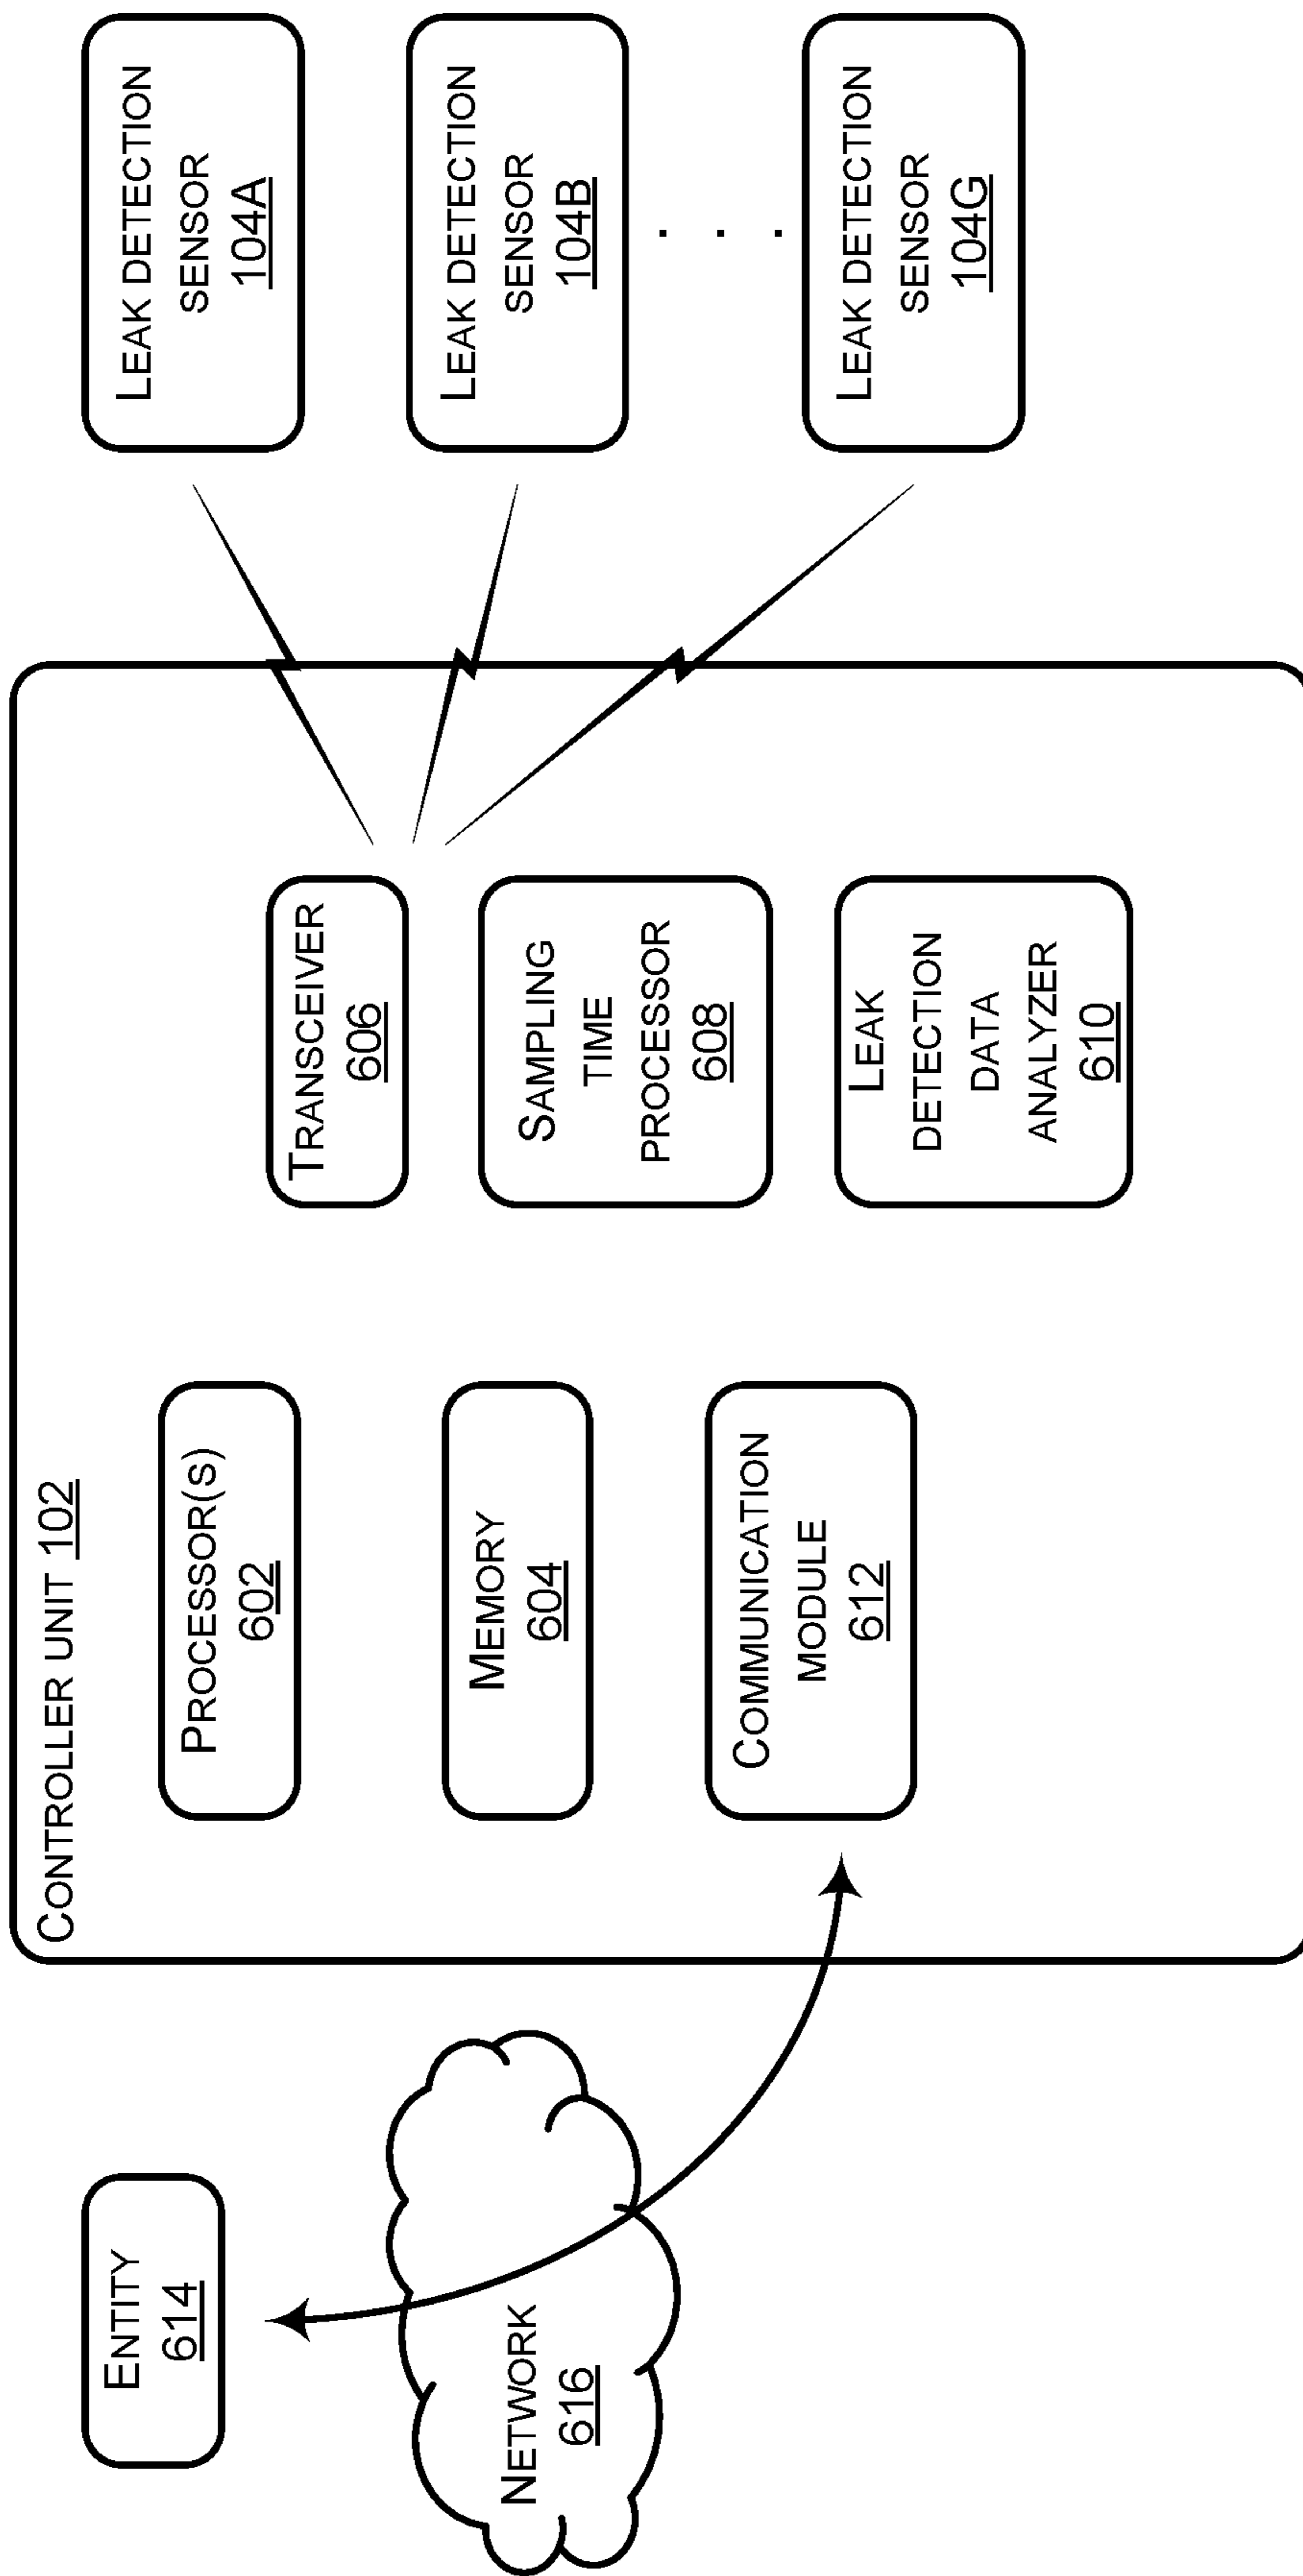 CONTROLLER UNIT 102
ENTITY
614
NETWORK
616
PROCESSOR(S)
602
MEMORY
604
COMMUNICATION
MODULE
612
TRANSCEIVER
606
SAMPLING
TIME
PROCESSOR
608
LEAK
DETECTION
DATA
ANALYZER
610
LEAK DETECTION
SENSOR
104A
LEAK DETECTION
SENSOR
104B
. . .
LEAK DETECTION
SENSOR
104G